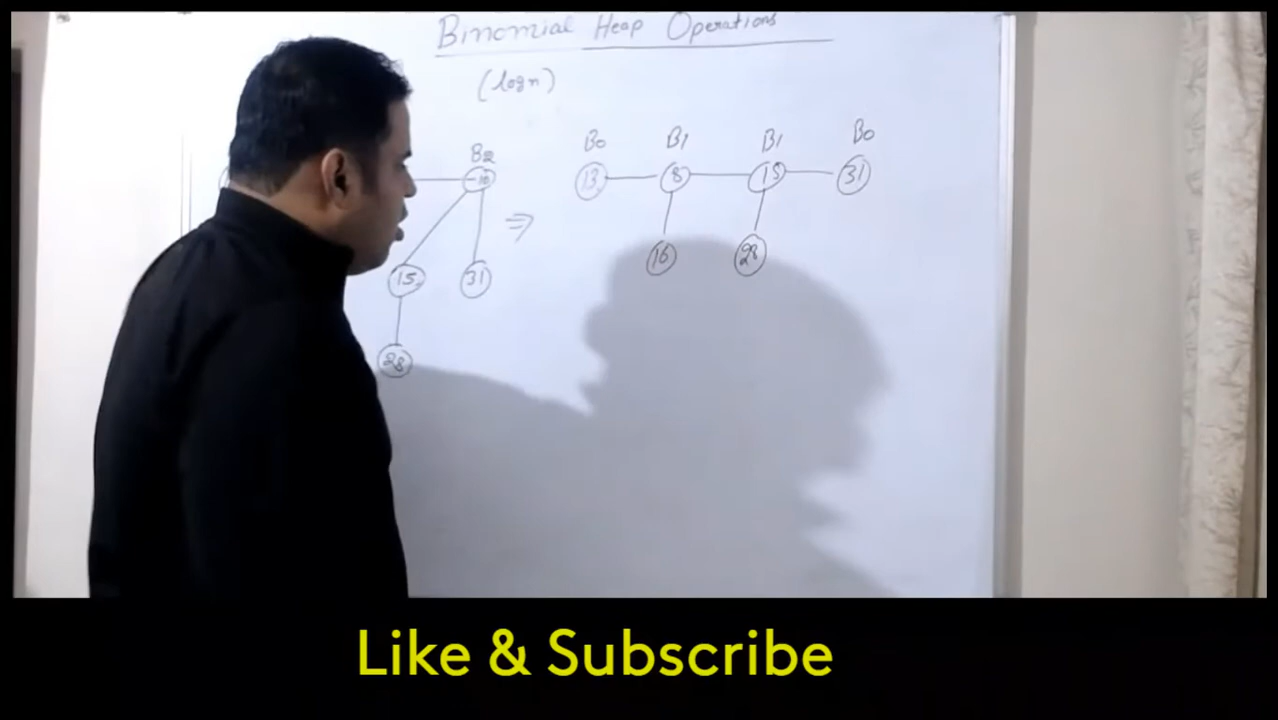 Binomial Heap Operations
(logn)
B2 B0 B1 B1 B0
10 13 8 15 31
15 31 16 28
28
Like & Subscribe